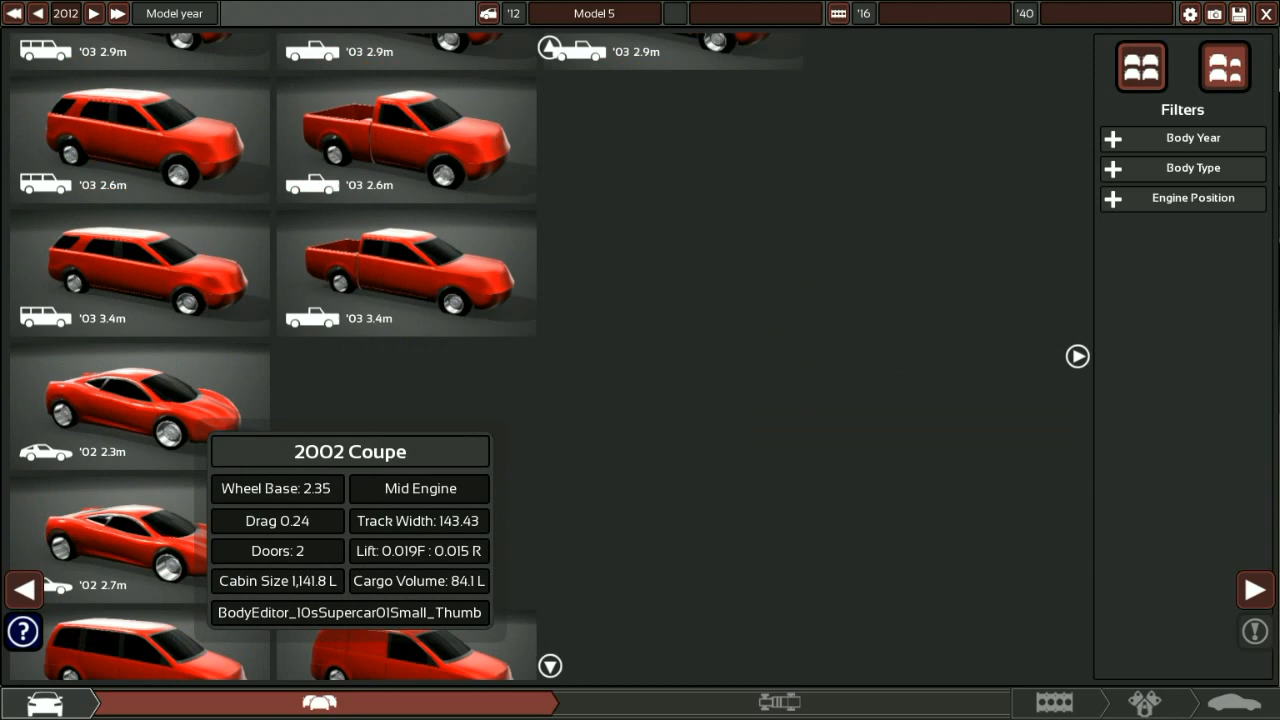 2012
Model year
'12
Model 5
'16
'40
'03 2.9m
'03 2.9m
'03 2.9m
Filters
Body Year
Body Type
Engine Position
'03 2.6m
'03 2.6m
'03 3.4m
'03 3.4m
'02 2.3m
2002 Coupe
Wheel Base: 2.35
Mid Engine
Drag 0.24
Track Width: 143.43
Doors: 2
Lift: 0.019F : 0.015 R
Cabin Size 1,141.8 L
Cargo Volume: 84.1 L
BodyEditor_10sSupercar01Small_Thumb
'02 2.7m